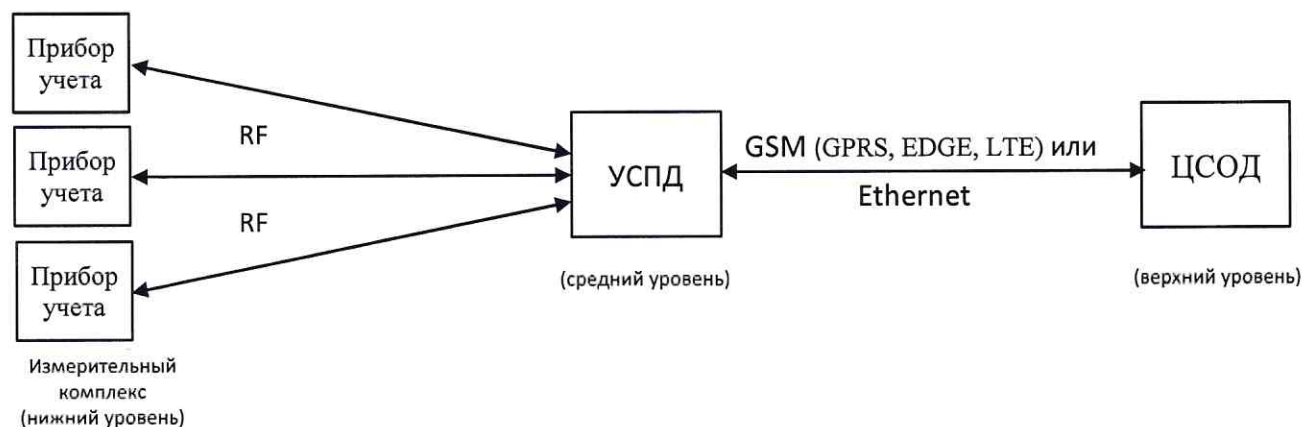 Прибор
учета
RF
Прибор
учета
RF
Прибор
учета
Измерительный
комплекс
(нижний уровень)
УСПД
(средний уровень)
GSM (GPRS, EDGE, LTE) или
Ethernet
ЦСОД
(верхний уровень)